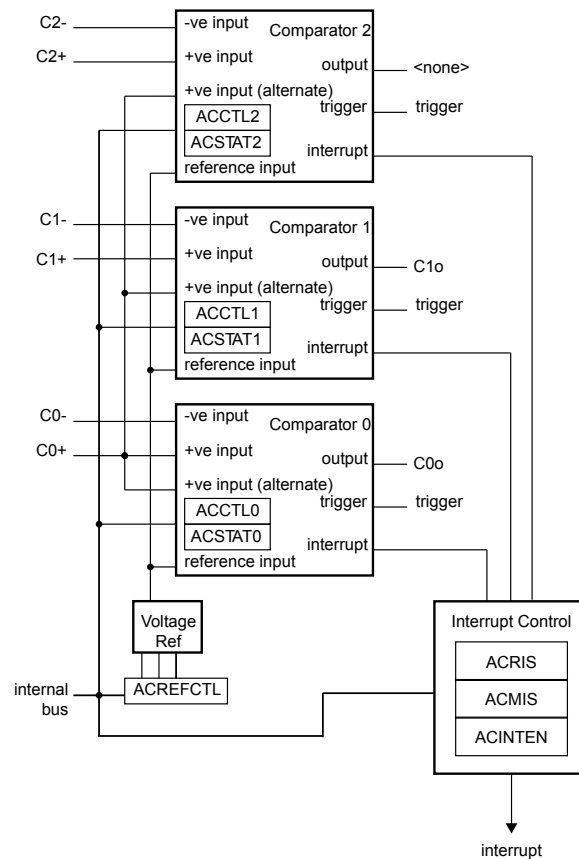 C2-
-ve input
Comparator 2
C2+
+ve input
output
<none>
+ve input (alternate)
trigger
trigger
ACCTL2
ACSTAT2
interrupt
reference input
C1-
-ve input
Comparator 1
C1+
+ve input
output
C1o
+ve input (alternate)
trigger
trigger
ACCTL1
ACSTAT1
interrupt
reference input
C0-
-ve input
Comparator 0
C0+
+ve input
output
C0o
+ve input (alternate)
trigger
trigger
ACCTL0
ACSTAT0
interrupt
reference input
Voltage
Ref
Interrupt Control
ACRIS
internal
bus
ACREFCTL
ACMIS
ACINTEN
interrupt